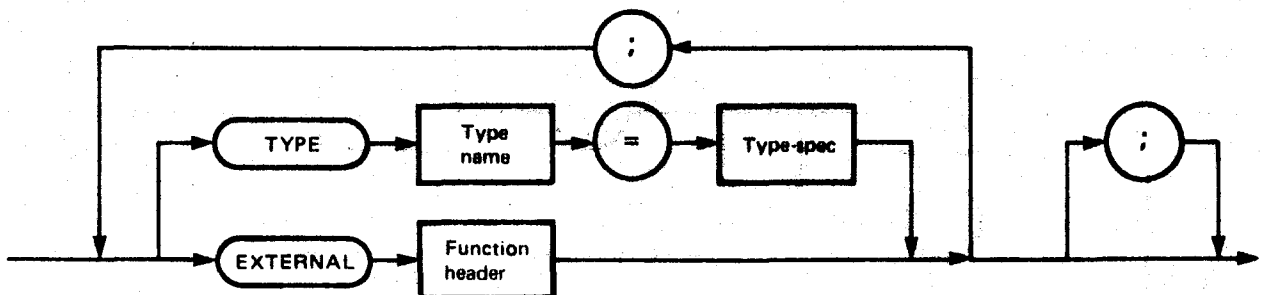 ;
TYPE
Type
name
=
Type-spec
;
EXTERNAL
Function
header